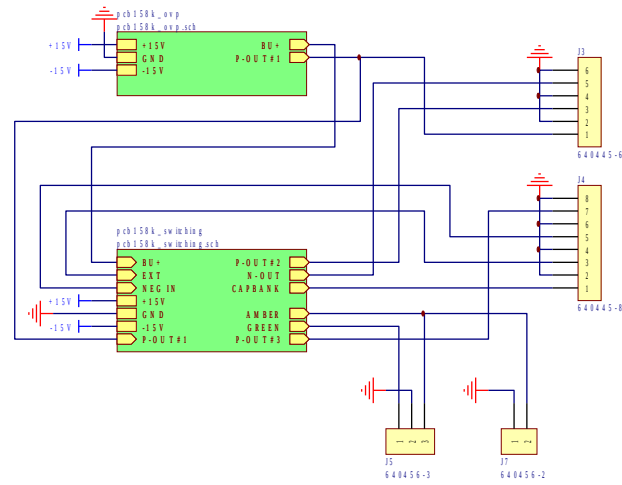 pcb158k_ovp
pcb158k_ovp.sch
+15V
+15V
BU+
GND
P-OUT#1
-15V
-15V
J3
6
5
4
3
2
1
640445-6
J4
8
7
6
5
4
3
2
1
640445-8
pcb158k_switching
pcb158k_switching.sch
BU+
P-OUT#2
EXT
N-OUT
NEG IN
CAPBANK
+15V
+15V
GND
AMBER
-15V
-15V
GREEN
P-OUT#1
P-OUT#3
1
2
3
J5
640456-3
1
2
J7
640456-2